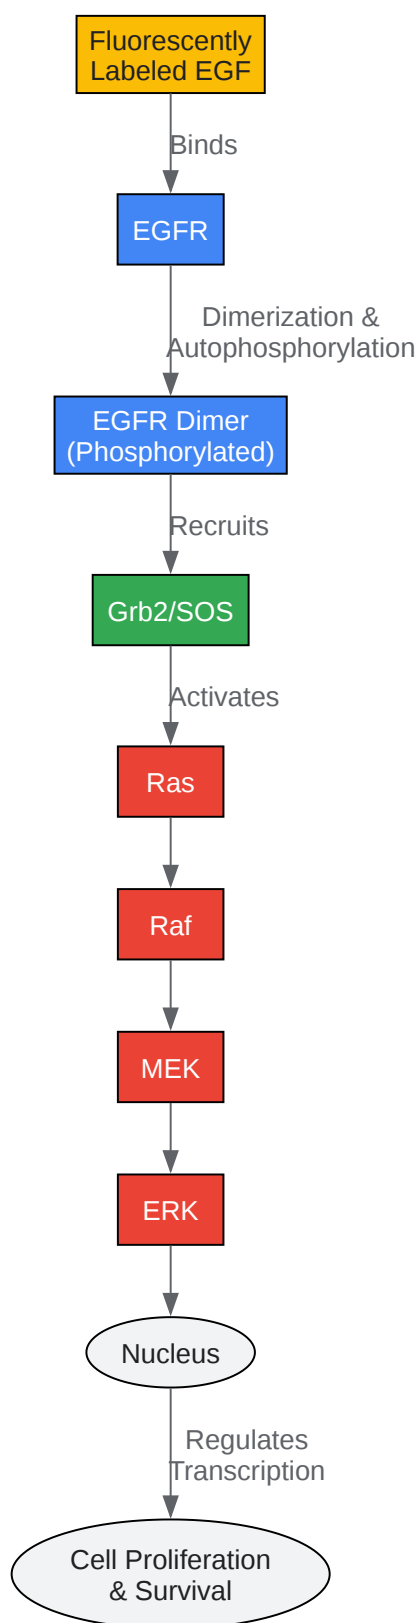 Fluorescently
Labeled EGF
Binds
EGFR
Dimerization &
Autophosphorylation
EGFR Dimer
(Phosphorylated)
Recruits
Grb2/SOS
Activates
Ras
Raf
MEK
ERK
Nucleus
Regulates
Transcription
Cell Proliferation
& Survival